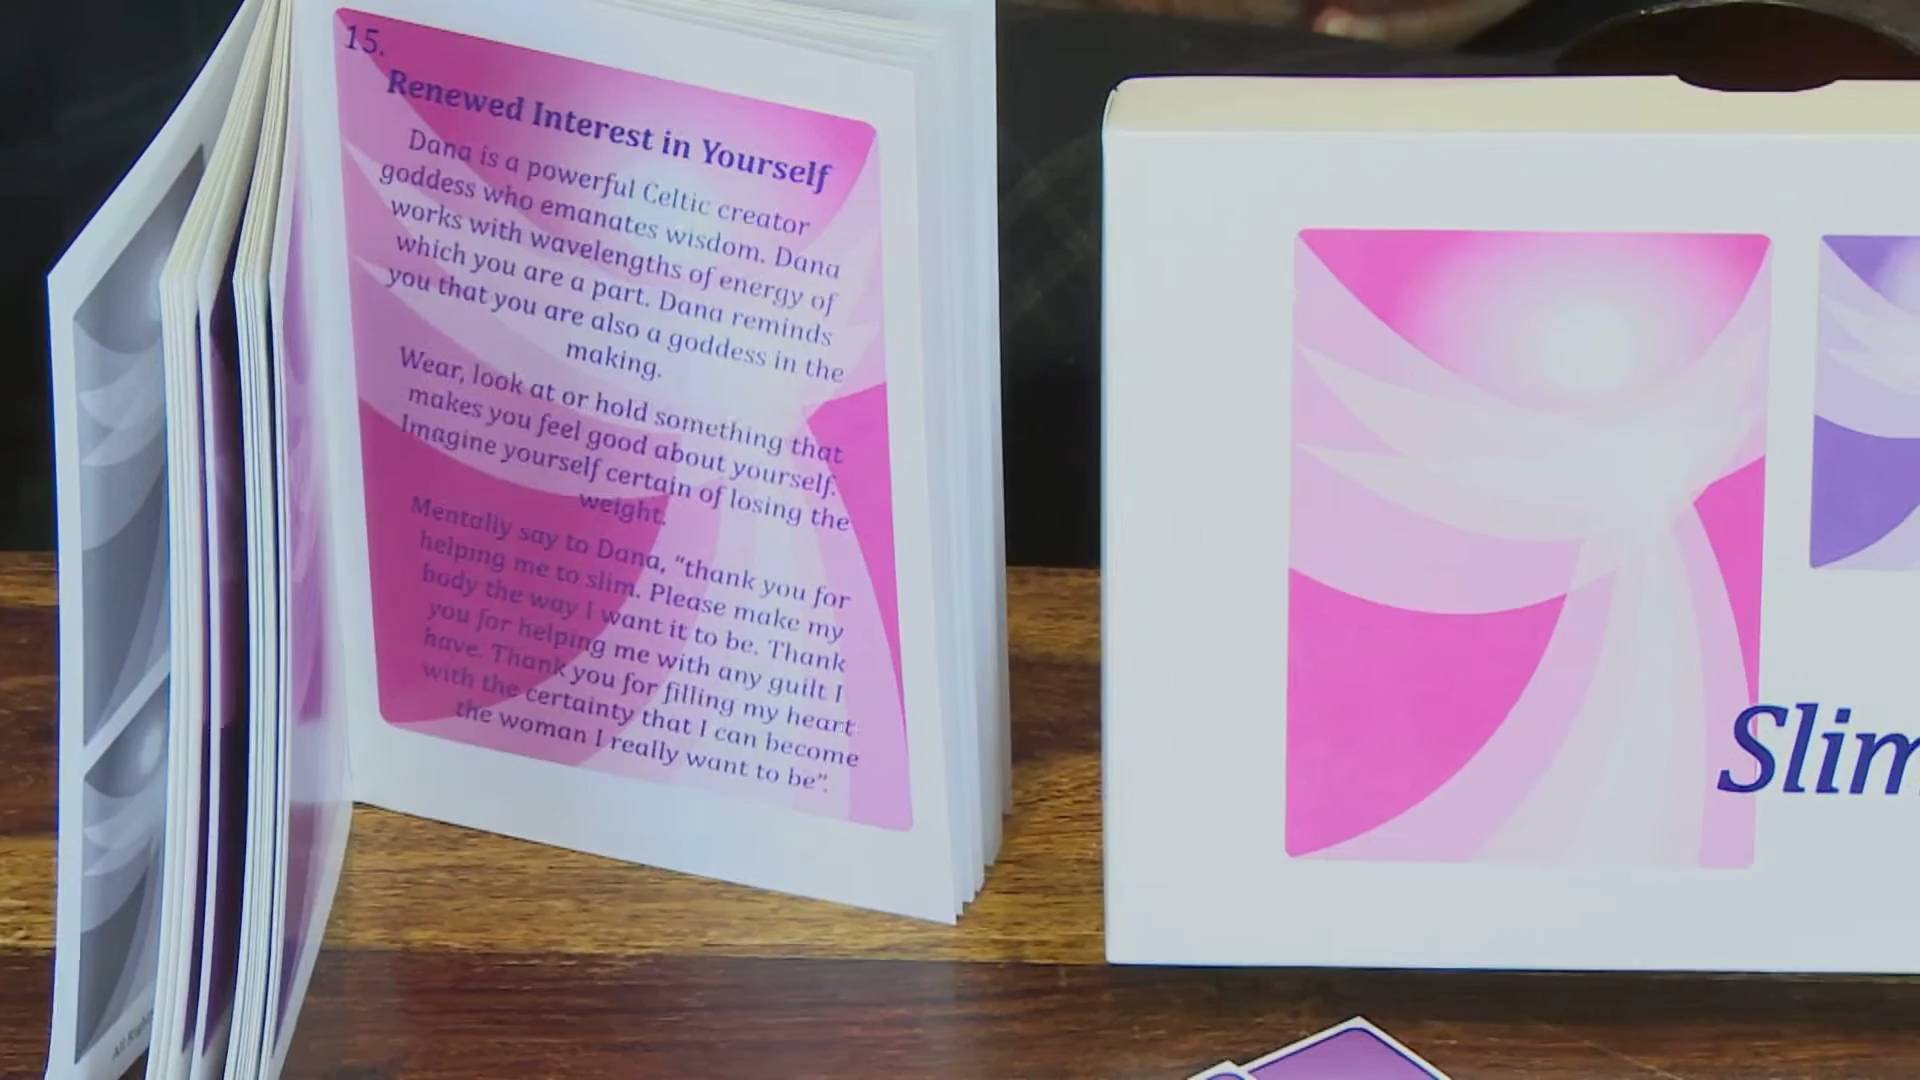 15.
Renewed Interest in Yourself
Dana is a powerful Celtic creator
goddess who emanates wisdom. Dana
works with wavelengths of energy of
which you are a part. Dana reminds
you that you are also a goddess in the
making.
Wear, look at or hold something that
makes you feel good about yourself.
Imagine yourself certain of losing the
weight.
Mentally say to Dana, “thank you for
helping me to slim. Please make my
body the way I want it to be. Thank
you for helping me with any guilt I
have. Thank you for filling my heart
with the certainty that I can become
the woman I really want to be”.
Slim
All Right